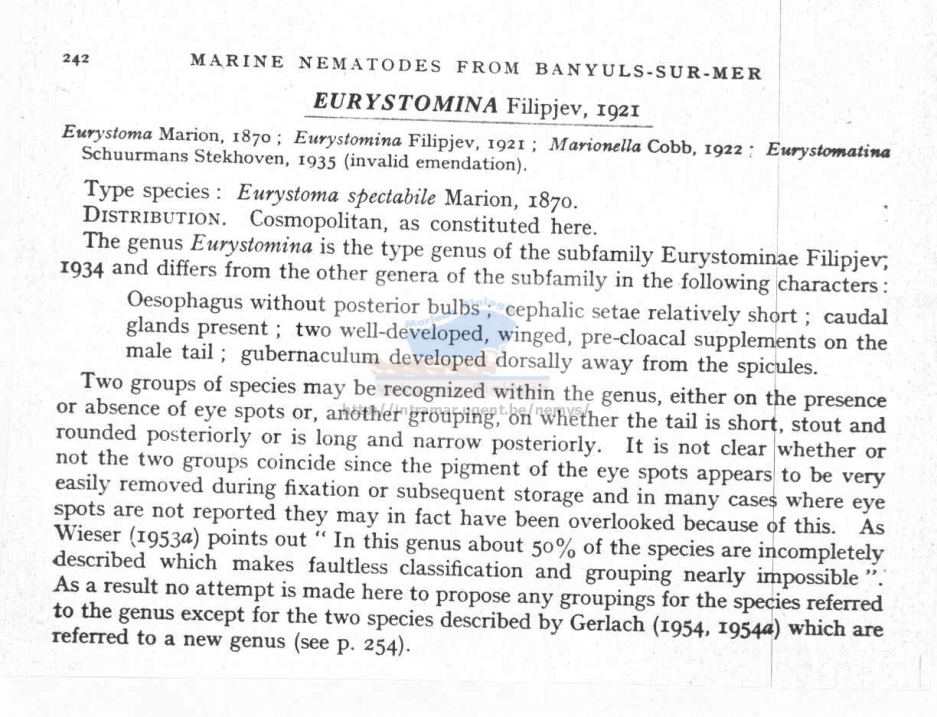 242 MARINE NEMATODES FROM BANYULS-SUR-MER
EURYSTOMINA Filipjev, 1921
Eurystoma Marion, 1870 ; Eurystomina Filipjev, 1921 ; Marionella Cobb, 1922 ; Eurystomatina
Schuurmans Stekhoven, 1935 (invalid emendation).
Type species : Eurystoma spectabile Marion, 1870.
DISTRIBUTION. Cosmopolitan, as constituted here.
The genus Eurystomina is the type genus of the subfamily Eurystominae Filipjev,
1934 and differs from the other genera of the subfamily in the following characters :
Oesophagus without posterior bulbs ; cephalic setae relatively short ; caudal
glands present ; two well-developed, winged, pre-cloacal supplements on the
male tail ; gubernaculum developed dorsally away from the spicules.
Two groups of species may be recognized within the genus, either on the presence
or absence of eye spots or, another grouping, on whether the tail is short, stout and
rounded posteriorly or is long and narrow posteriorly. It is not clear whether or
not the two groups coincide since the pigment of the eye spots appears to be very
easily removed during fixation or subsequent storage and in many cases where eye
spots are not reported they may in fact have been overlooked because of this. As
Wieser (1953a) points out “ In this genus about 50% of the species are incompletely
described which makes faultless classification and grouping nearly impossible ”.
As a result no attempt is made here to propose any groupings for the species referred
to the genus except for the two species described by Gerlach (1954, 1954a) which are
referred to a new genus (see p. 254).